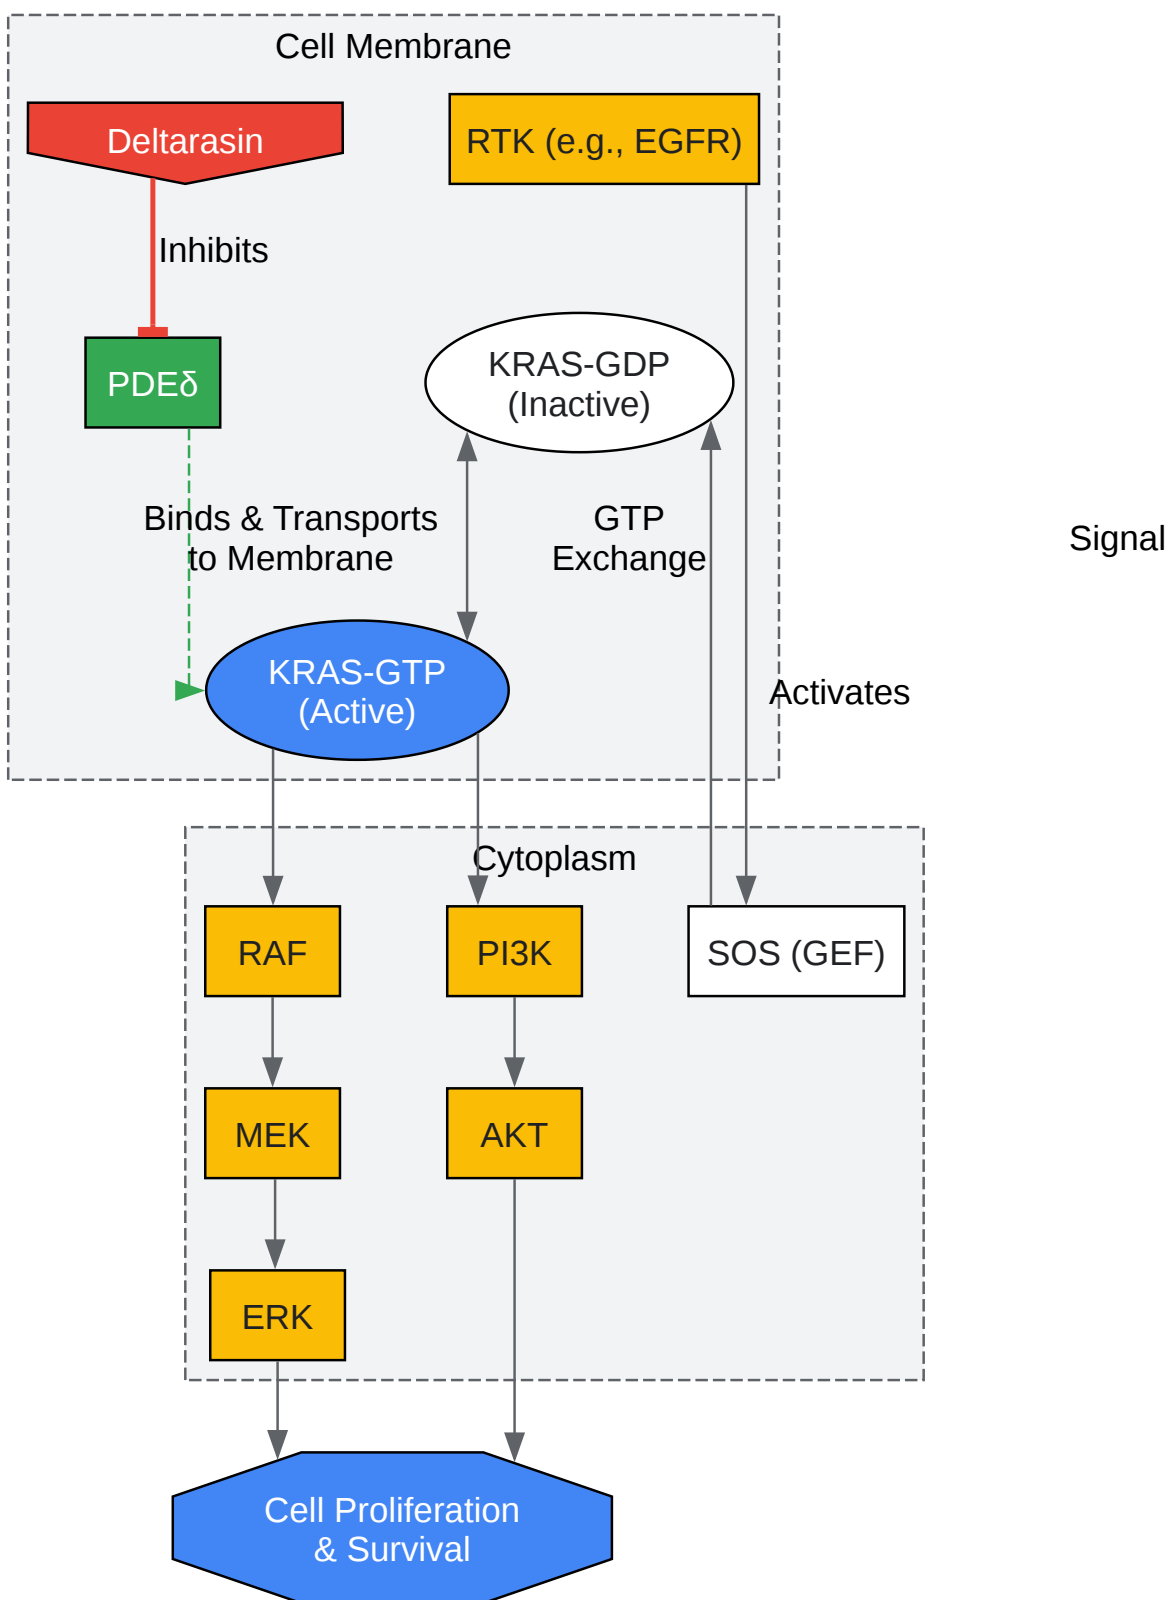 Cell Membrane
Deltarasin
RTK (e.g., EGFR)
Inhibits
PDEδ
KRAS-GDP
(Inactive)
Binds & Transports
to Membrane
GTP
Exchange
Signal
KRAS-GTP
(Active)
Activates
Cytoplasm
RAF
PI3K
SOS (GEF)
MEK
AKT
ERK
Cell Proliferation
& Survival